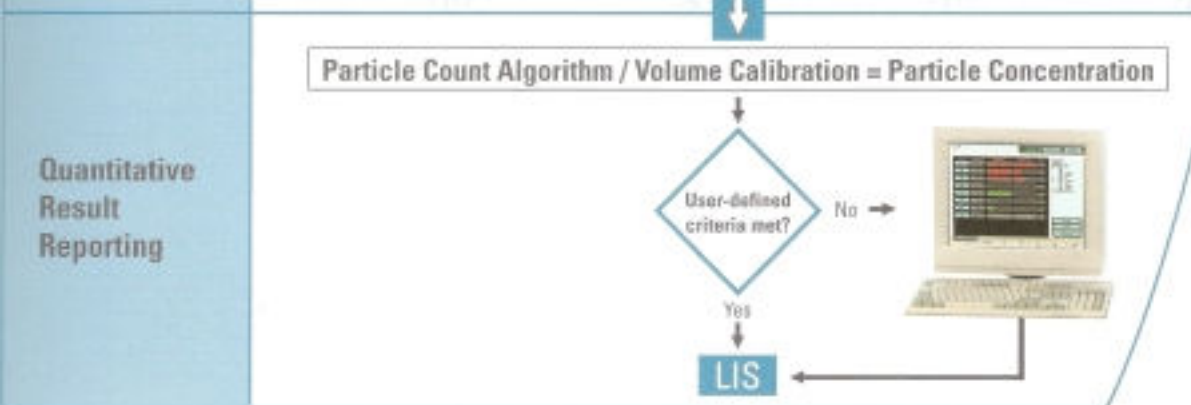 Particle Count Algorithm / Volume Calibration = Particle Concentration
Quantitative
Result
Reporting
User-defined
criteria met?
No
Yes
LIS